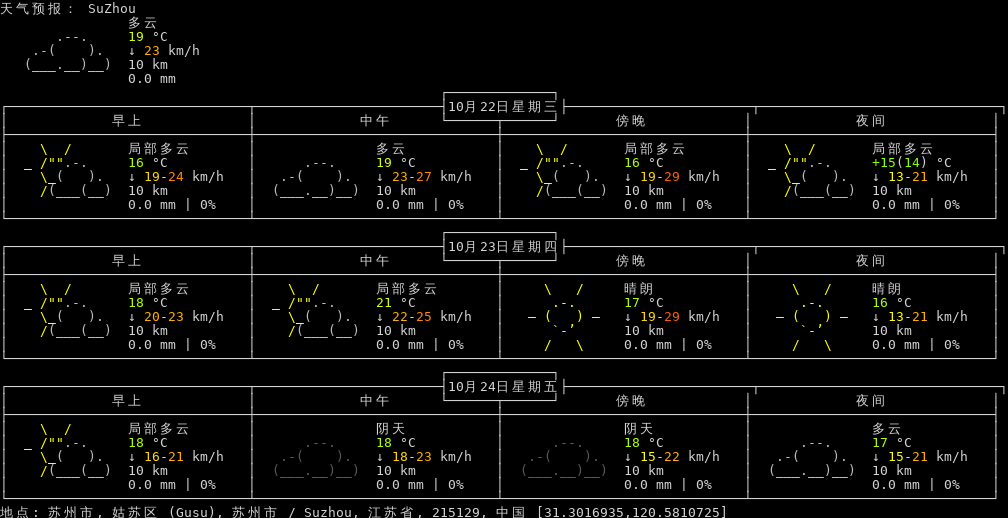 天气预报： SuZhou
多云
19 °C
↓ 23 km/h
10 km
0.0 mm
10月22日星期三
早上 中午 傍晚 夜间
局部多云 多云 局部多云 局部多云
16 °C 19 °C 16 °C +15(14) °C
↓ 19-24 km/h ↓ 23-27 km/h ↓ 19-29 km/h ↓ 13-21 km/h
10 km 10 km 10 km 10 km
0.0 mm | 0% 0.0 mm | 0% 0.0 mm | 0% 0.0 mm | 0%
10月23日星期四
早上 中午 傍晚 夜间
局部多云 局部多云 晴朗 晴朗
18 °C 21 °C 17 °C 16 °C
↓ 20-23 km/h ↓ 22-25 km/h ↓ 19-29 km/h ↓ 13-21 km/h
10 km 10 km 10 km 10 km
0.0 mm | 0% 0.0 mm | 0% 0.0 mm | 0% 0.0 mm | 0%
10月24日星期五
早上 中午 傍晚 夜间
局部多云 阴天 阴天 多云
18 °C 18 °C 18 °C 17 °C
↓ 16-21 km/h ↓ 18-23 km/h ↓ 15-22 km/h ↓ 15-21 km/h
10 km 10 km 10 km 10 km
0.0 mm | 0% 0.0 mm | 0% 0.0 mm | 0% 0.0 mm | 0%
地点: 苏州市, 姑苏区 (Gusu), 苏州市 / Suzhou, 江苏省, 215129, 中国 [31.3016935,120.5810725]